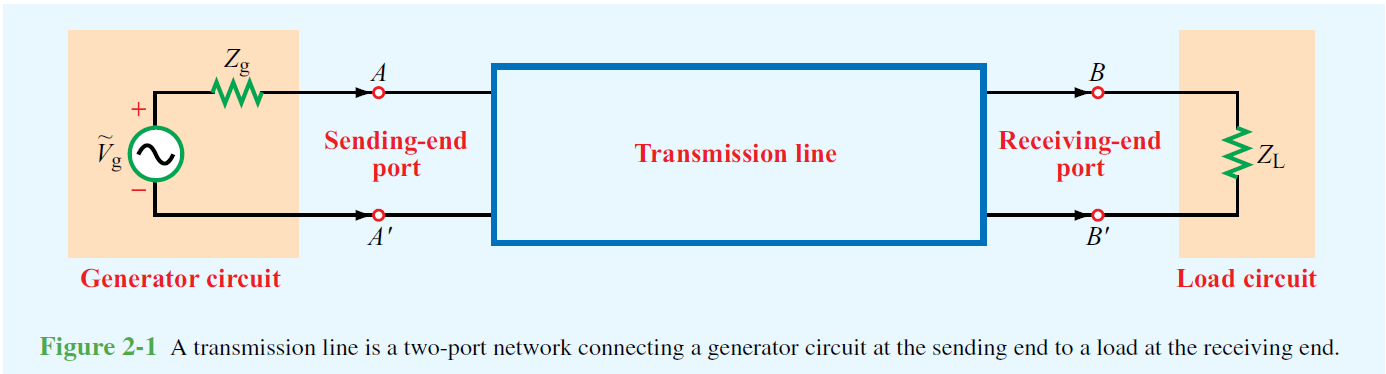 Zg
A
B
+
Ṽg
−
Sending-end
port
Transmission line
Receiving-end
port
ZL
A'
B'
Generator circuit
Load circuit
Figure 2-1 A transmission line is a two-port network connecting a generator circuit at the sending end to a load at the receiving end.